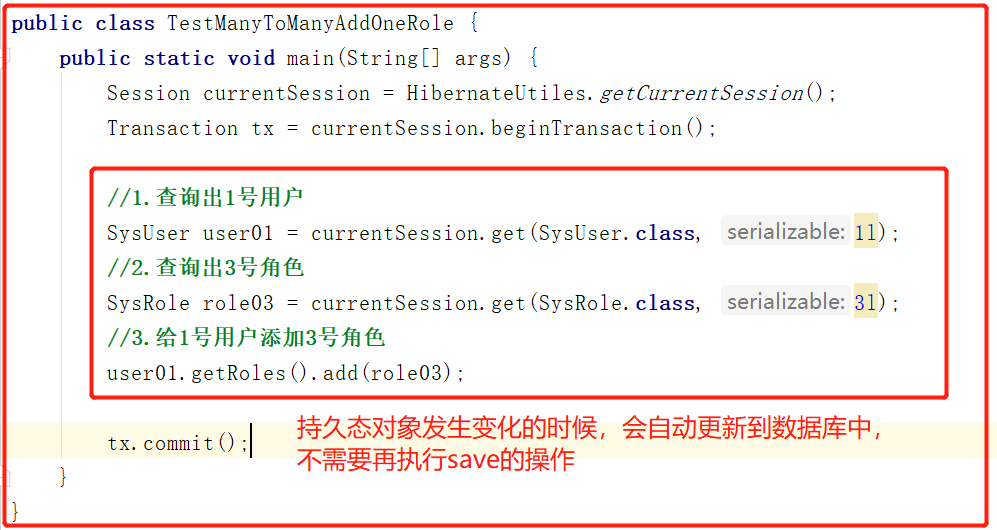 public class TestManyToManyAddOneRole {
public static void main(String[] args) {
Session currentSession = HibernateUtiles.getCurrentSession();
Transaction tx = currentSession.beginTransaction();
//1.查询出1号用户
SysUser user01 = currentSession.get(SysUser.class, serializable: 1l);
//2.查询出3号角色
SysRole role03 = currentSession.get(SysRole.class, serializable: 3l);
//3.给1号用户添加3号角色
user01.getRoles().add(role03);
tx.commit();
持久态对象发生变化的时候，会自动更新到数据库中，
不需要再执行save的操作
}
}